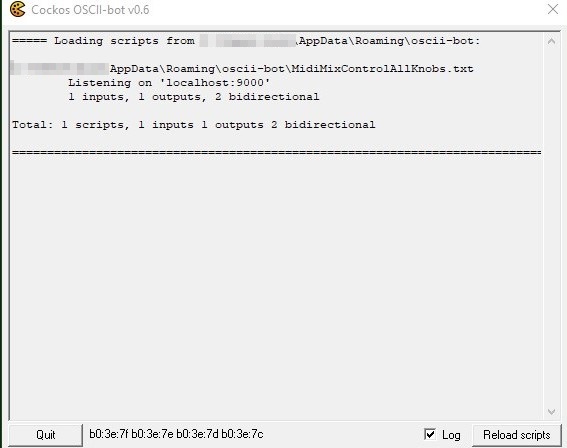 Cockos OSCII-bot v0.6
===== Loading scripts from \AppData\Roaming\oscii-bot:
AppData\Roaming\oscii-bot\MidiMixControlAllKnobs.txt
Listening on 'localhost:9000'
1 inputs, 1 outputs, 2 bidirectional
Total: 1 scripts, 1 inputs 1 outputs 2 bidirectional
===========================================================================
Quit b0:3e:7f b0:3e:7e b0:3e:7d b0:3e:7c Log Reload scripts